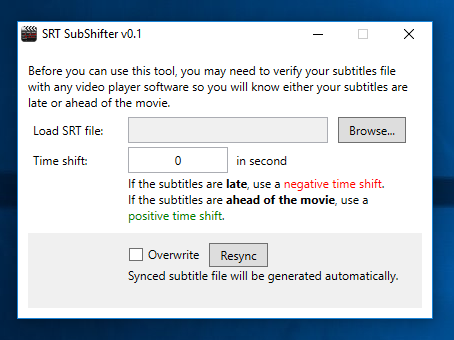 SRT SubShifter v0.1
Before you can use this tool, you may need to verify your subtitles file
with any video player software so you will know either your subtitles are
late or ahead of the movie.
Load SRT file: Browse...
Time shift: 0 in second
If the subtitles are late, use a negative time shift.
If the subtitles are ahead of the movie, use a
positive time shift.
Overwrite Resync
Synced subtitle file will be generated automatically.